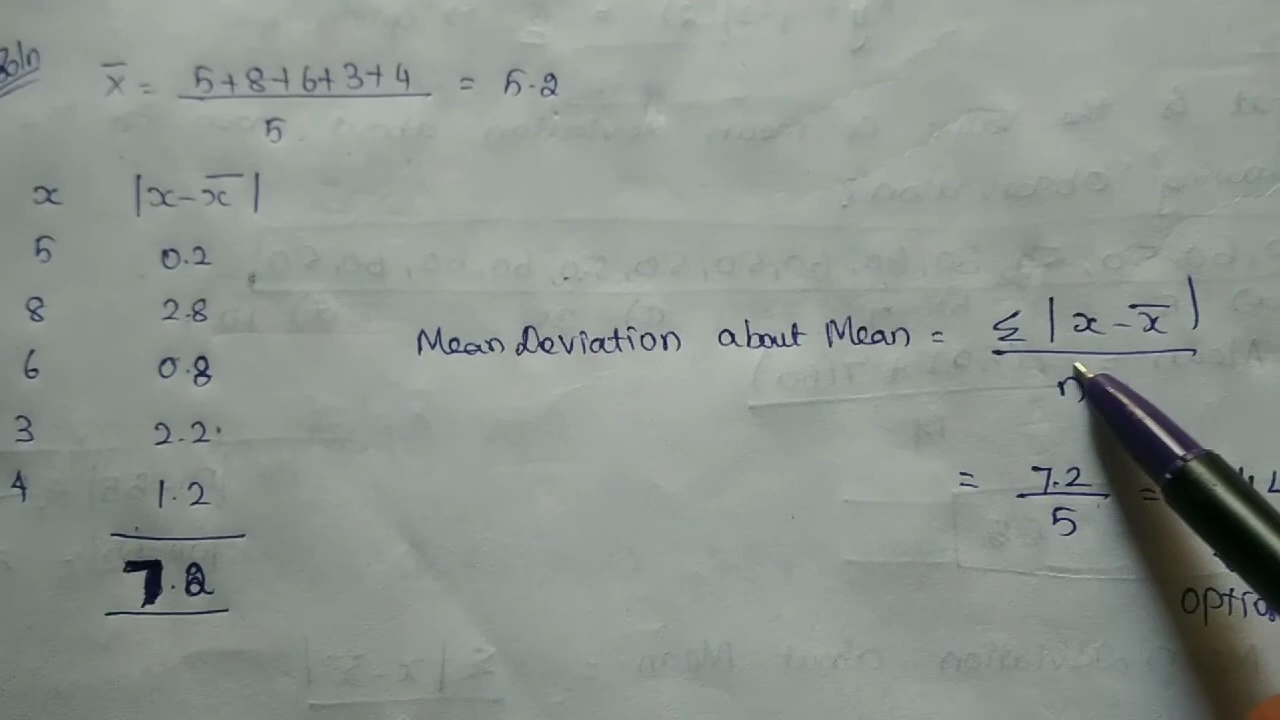 Soln
x̄ = 5+8+6+3+4 / 5 = 5.2
x |x-x̄|
5 0.2
8 2.8
6 0.8
3 2.2
4 1.2
7.2
Mean Deviation about Mean = Σ|x-x̄| / n
= 7.2 / 5 =